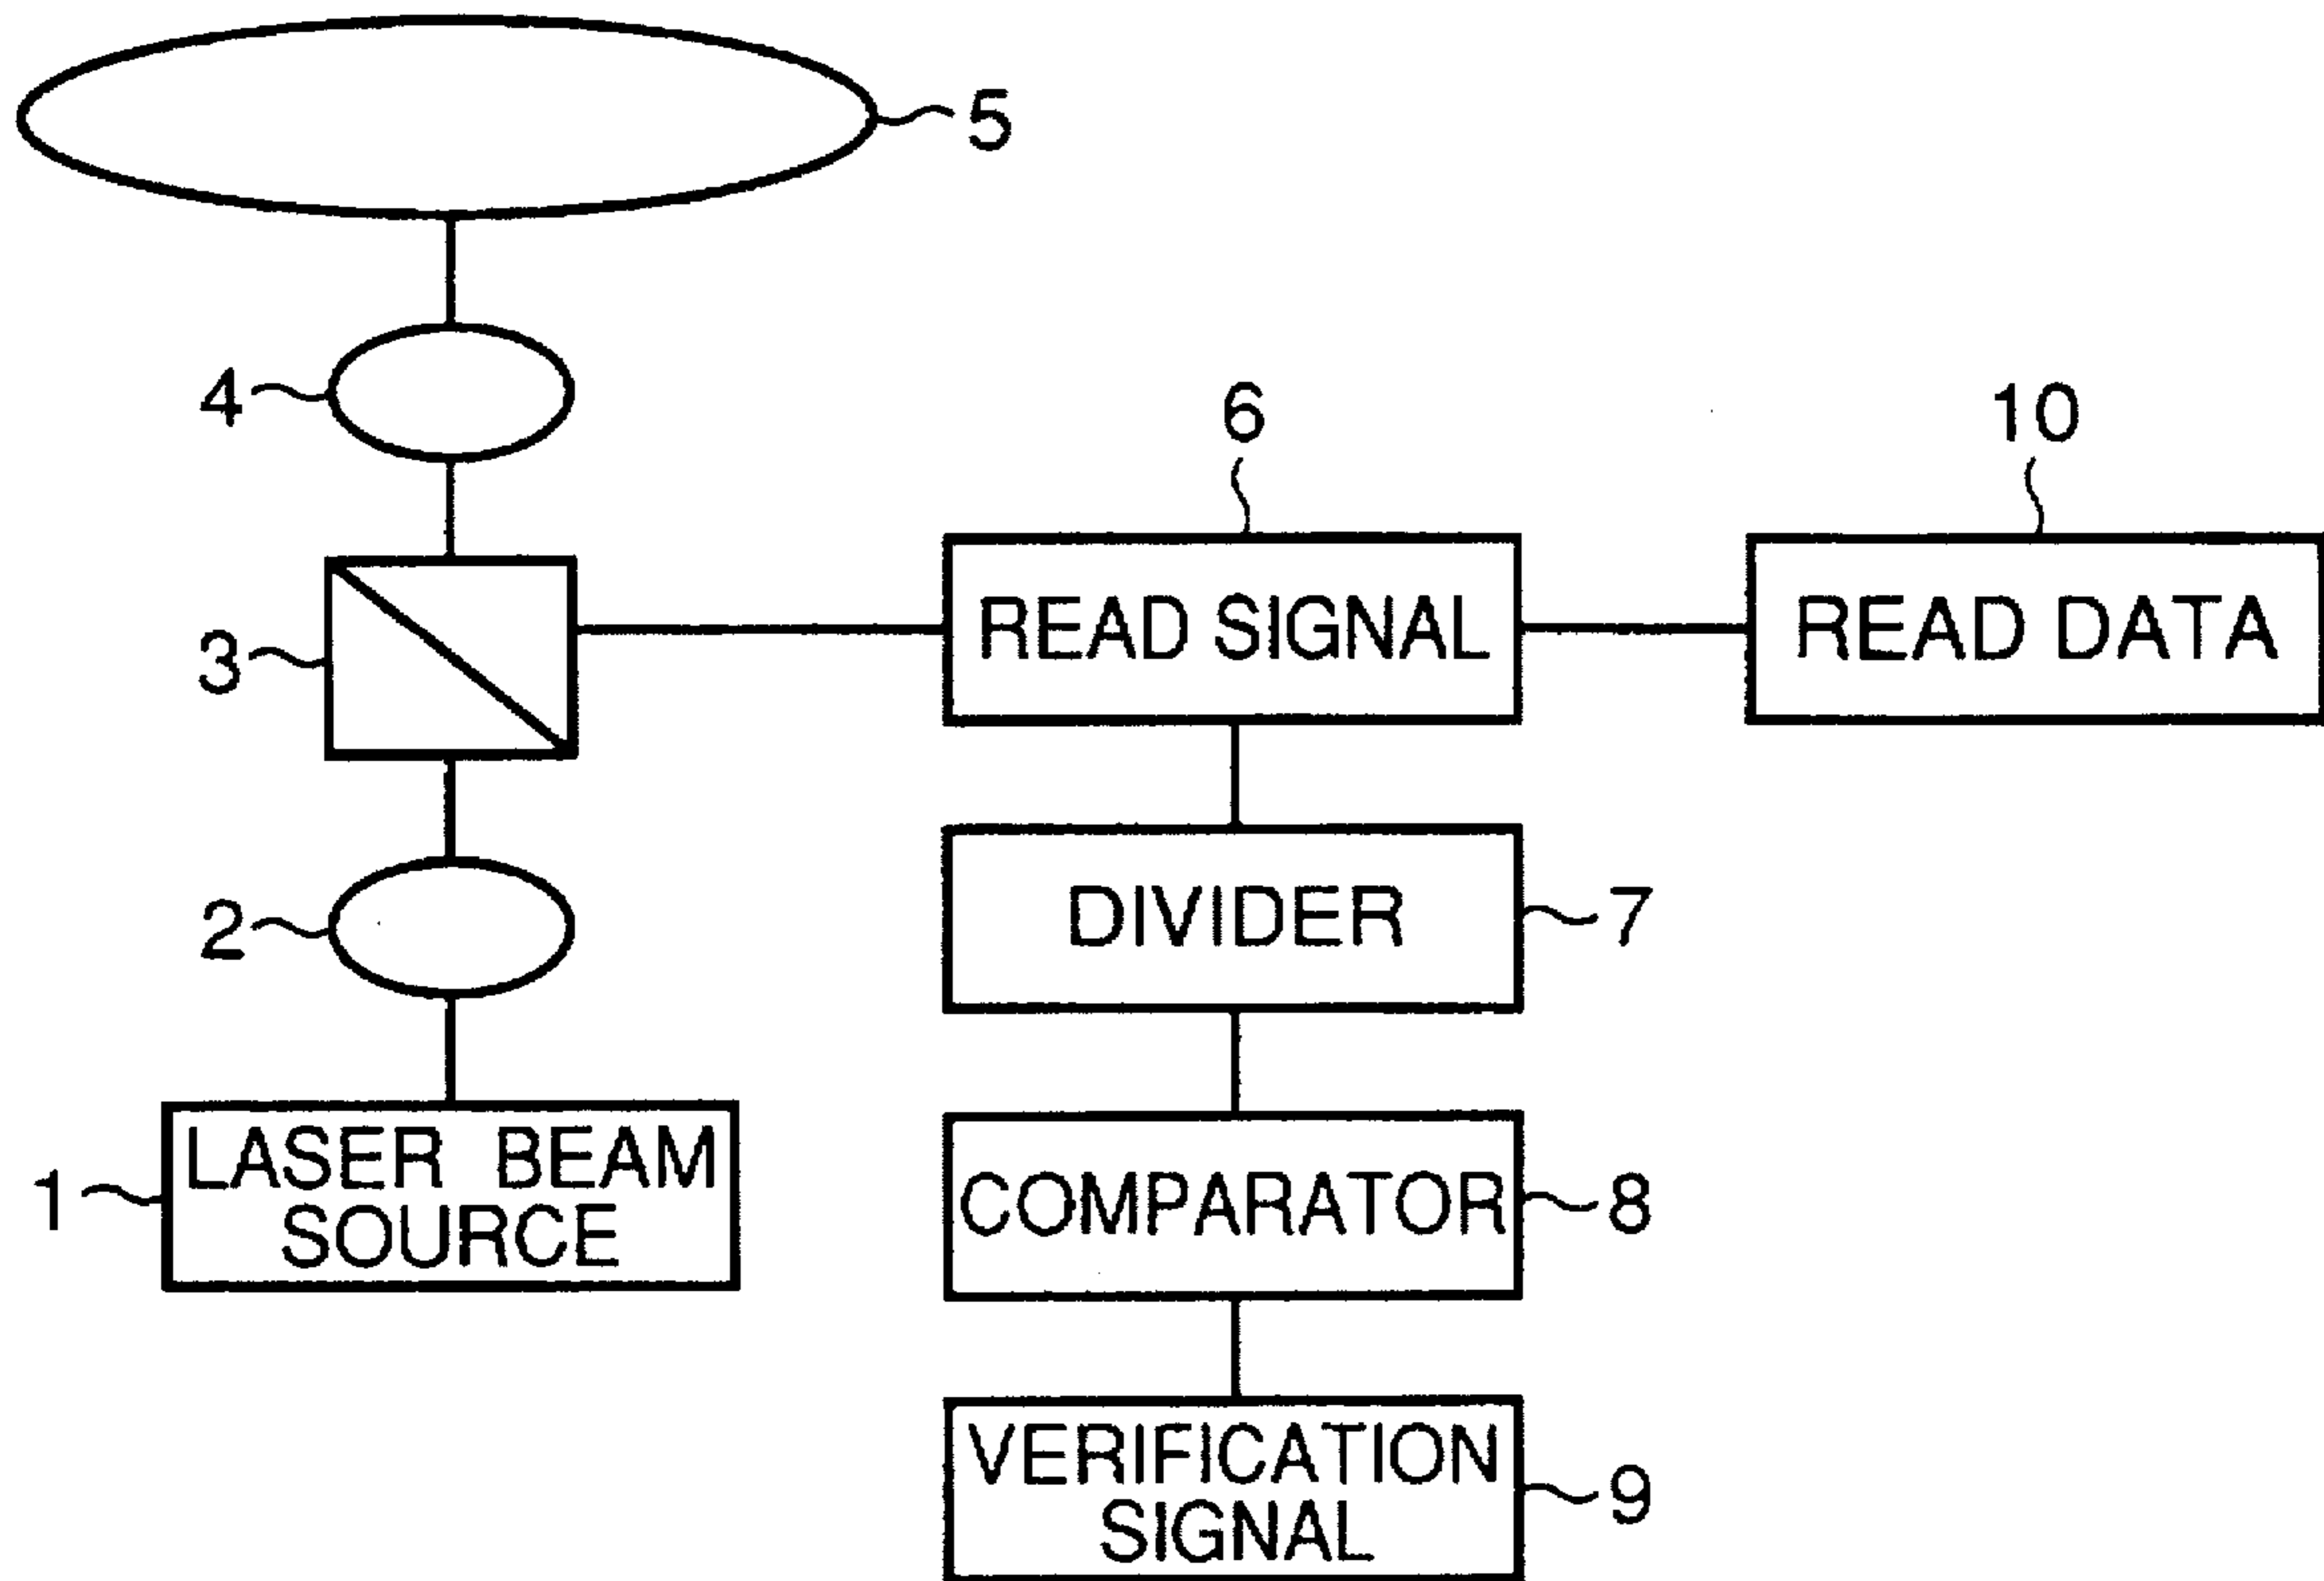 5
4
6
10
READ SIGNAL
READ DATA
3
DIVIDER
7
2
LASER BEAM
SOURCE
1
COMPARATOR
8
VERIFICATION
SIGNAL
9